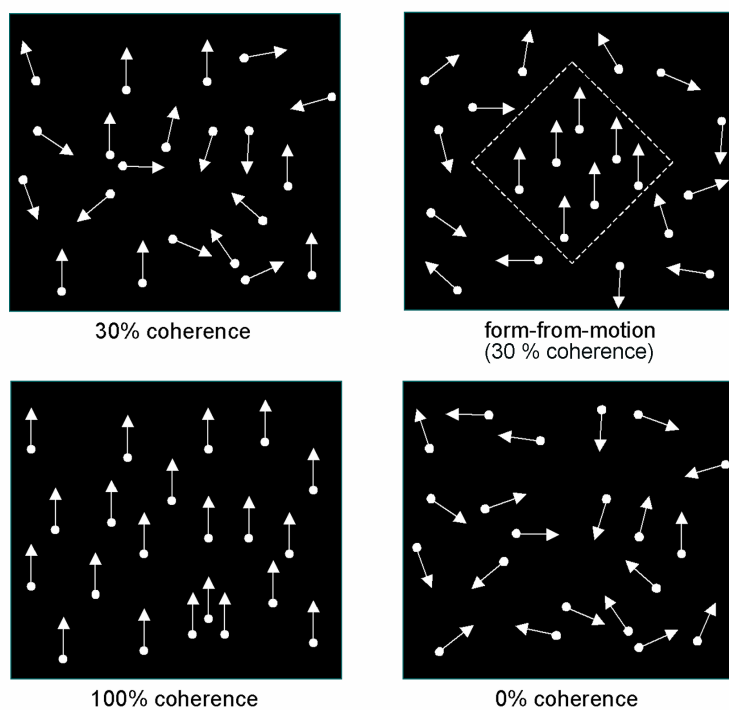 30% coherence
form-from-motion
(30 % coherence)
100% coherence
0% coherence